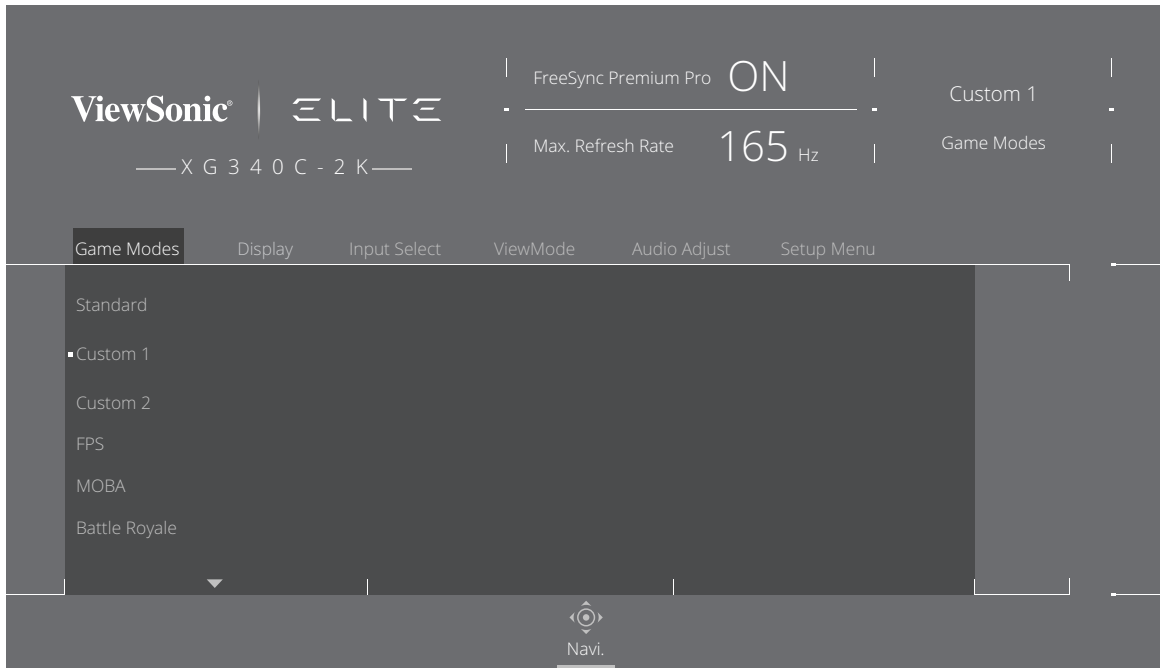 ViewSonic® ELITE
XG340C-2K
FreeSync Premium Pro ON
Max. Refresh Rate 165 Hz
Custom 1
Game Modes
Game Modes Display Input Select ViewMode Audio Adjust Setup Menu
Standard
Custom 1
Custom 2
FPS
MOBA
Battle Royale
Navi.